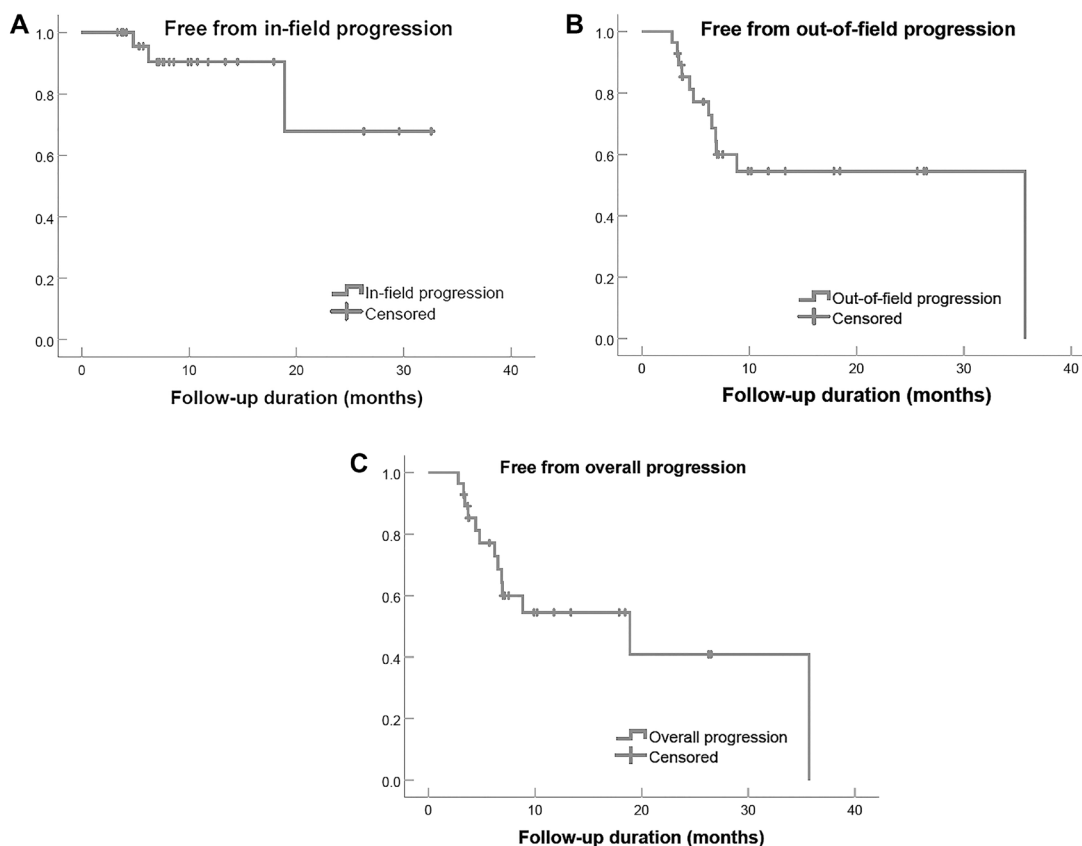 A
Free from in-field progression
1.0
0.8
0.6
0.4
0.2
0.0
In-field progression
Censored
0 10 20 30 40
Follow-up duration (months)
B
Free from out-of-field progression
1.0
0.8
0.6
0.4
0.2
0.0
Out-of-field progression
Censored
0 10 20 30 40
Follow-up duration (months)
C
Free from overall progression
1.0
0.8
0.6
0.4
0.2
0.0
Overall progression
Censored
0 10 20 30 40
Follow-up duration (months)